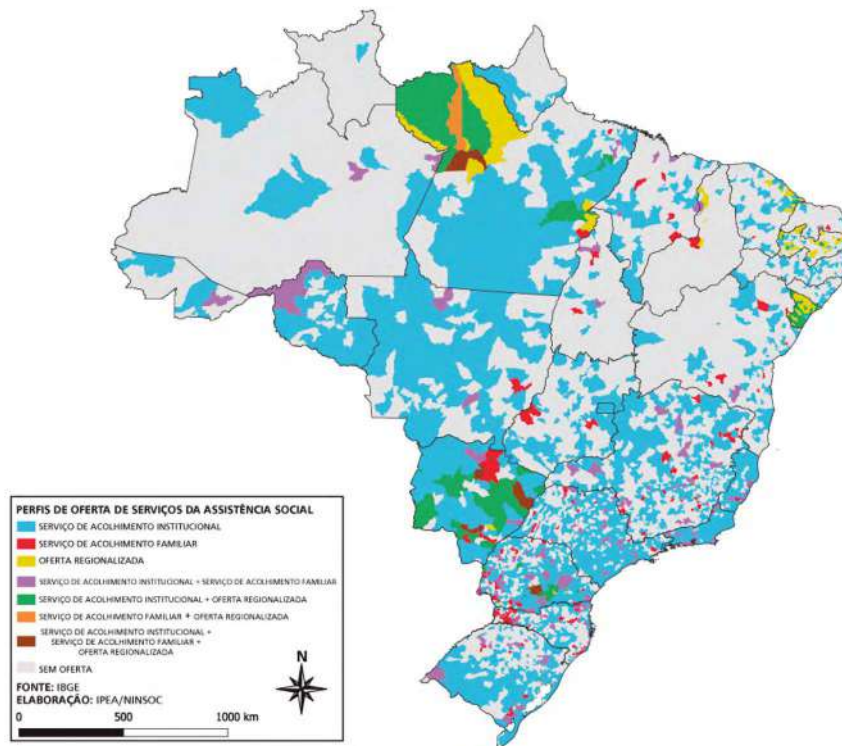 PERFIS DE OFERTA DE SERVIÇOS DA ASSISTÊNCIA SOCIAL
SERVIÇO DE ACOLHIMENTO INSTITUCIONAL
SERVIÇO DE ACOLHIMENTO FAMILIAR
OFERTA REGIONALIZADA
SERVIÇO DE ACOLHIMENTO INSTITUCIONAL + SERVIÇO DE ACOLHIMENTO FAMILIAR
SERVIÇO DE ACOLHIMENTO INSTITUCIONAL + OFERTA REGIONALIZADA
SERVIÇO DE ACOLHIMENTO FAMILIAR + OFERTA REGIONALIZADA
SERVIÇO DE ACOLHIMENTO INSTITUCIONAL +
SERVIÇO DE ACOLHIMENTO FAMILIAR +
OFERTA REGIONALIZADA
SEM OFERTA
N
FONTE: IBGE
ELABORAÇÃO: IPEA/NINSOC
0 500 1000 km